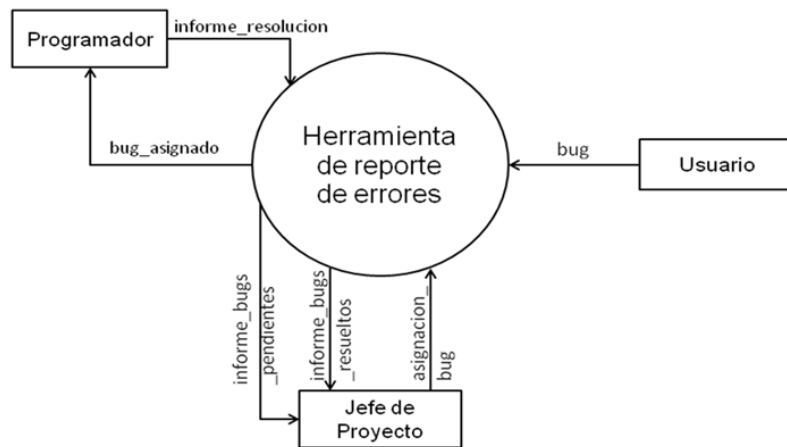 informe_resolucion
Programador
Herramienta
de reporte
de errores
bug_asignado
bug
Usuario
informe_bugs
_pendientes
informe_bugs
_resueltos
asignacion_
bug
Jefe de
Proyecto